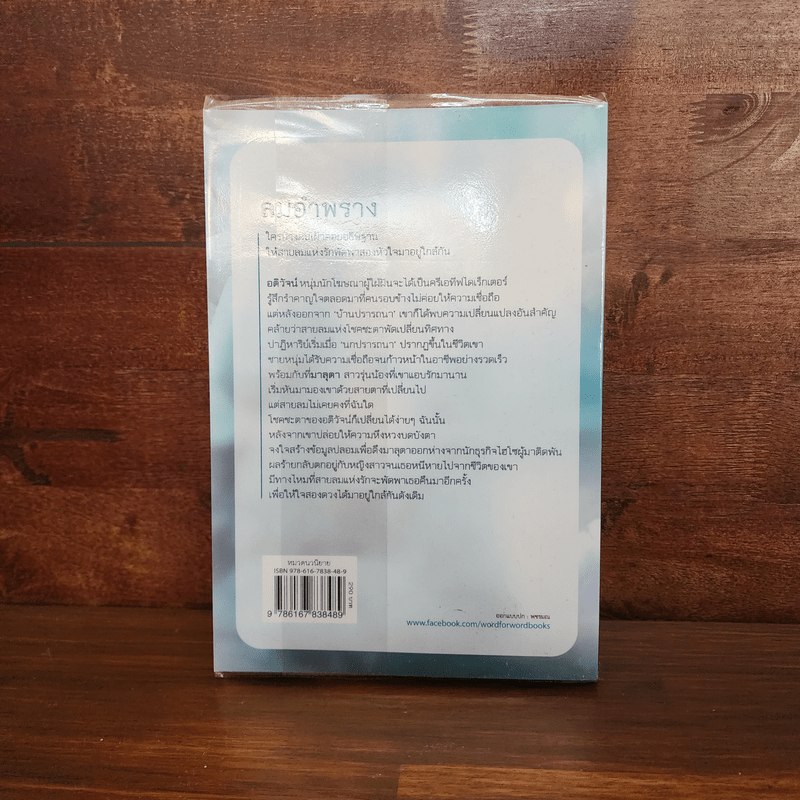 ลมอำพราง
ให้สายลมแห่งรักพัดพาสองหัวใจมาอยู่ใกล้กัน
อติวัจน์ หนุ่มนักโฆษณาผู้ใฝ่ฝันจะได้เป็นครีเอทีฟไดเร็กเตอร์
รู้สึกรำคาญใจตลอดมาที่คนรอบข้างไม่ค่อยให้ความเชื่อถือ
แต่หลังออกจาก 'บ้านปรารถนา' เขาก็ได้พบความเปลี่ยนแปลงอันสำคัญ
คล้ายว่าสายลมแห่งโชคชะตาพัดเปลี่ยนทิศทาง
ปาฏิหาริย์เริ่มเมื่อ 'นกปรารถนา' ปรากฏขึ้นในชีวิตเขา
ชายหนุ่มได้รับความเชื่อถือจนก้าวหน้าในอาชีพอย่างรวดเร็ว
พร้อมกับที่มาลุตา สาวรุ่นน้องที่เขาแอบรักมานาน
เริ่มหันมามองเขาด้วยสายตาที่เปลี่ยนไป
แต่สายลมไม่เคยคงที่ฉันใด
โชคชะตาของอติวัจน์ก็เปลี่ยนได้ง่ายๆ ฉันนั้น
หลังจากเขาปล่อยให้ความหึงหวงบดบังตา
จงใจสร้างข้อมูลปลอมเพื่อดึงมาลุตาออกห่างจากนักธุรกิจไฮโซผู้มาติดพัน
ผลร้ายกลับตกอยู่กับหญิงสาวจนเธอหนีหายไปจากชีวิตของเขา
มีทางไหมที่สายลมแห่งรักจะพัดพาเธอคืนมาอีกครั้ง
เพื่อให้ใจสองดวงได้มาอยู่ใกล้กันดังเดิม
หมวดนวนิยาย
ISBN 978-616-7838-48-9
290 บาท
9 786167 838489
ออกแบบปก : พชรมณ
www.facebook.com/wordforwordbooks